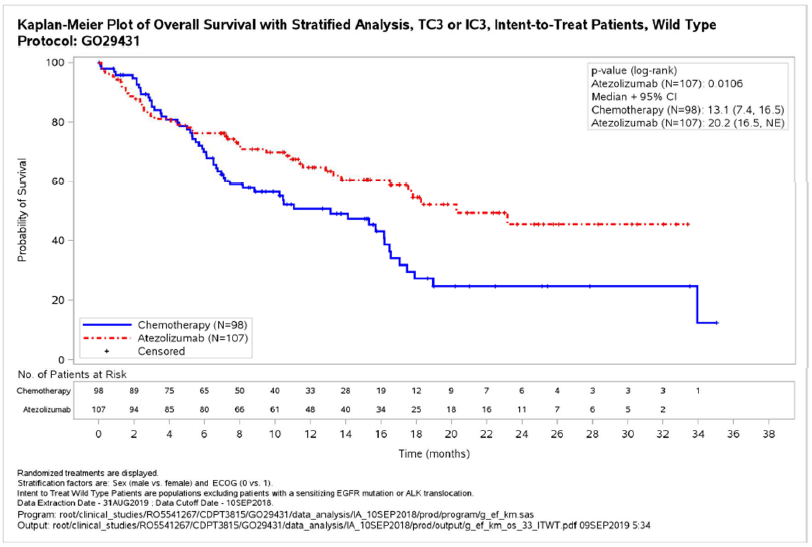 Kaplan-Meier Plot of Overall Survival with Stratified Analysis, TC3 or IC3, Intent-to-Treat Patients, Wild Type
Protocol: GO29431
p-value (log-rank)
Atezolizumab (N=107): 0.0106
Median + 95% CI
Chemotherapy (N=98): 13.1 (7.4, 16.5)
Atezolizumab (N=107): 20.2 (16.5, NE)
Probability of Survival
100
80
60
40
20
0
Chemotherapy (N=98)
Atezolizumab (N=107)
+ Censored
No. of Patients at Risk
Chemotherapy 98 89 75 65 50 40 33 28 19 12 9 7 6 4 3 3 3 1
Atezolizumab 107 94 85 80 66 61 48 40 34 25 18 16 11 7 6 5 2
0 2 4 6 8 10 12 14 16 18 20 22 24 26 28 30 32 34 36 38
Time (months)
Randomized treatments are displayed.
Stratification factors are: Sex (male vs. female) and ECOG (0 vs. 1).
Intent to Treat Wild Type Patients are populations excluding patients with a sensitizing EGFR mutation or ALK translocation.
Data Extraction Date - 31AUG2019 ; Data Cutoff Date - 10SEP2018.
Program: root/clinical_studies/RO5541267/CDPT3815/GO29431/data_analysis/IA_10SEP2018/prod/program/g_ef_km.sas
Output: root/clinical_studies/RO5541267/CDPT3815/GO29431/data_analysis/IA_10SEP2018/prod/output/g_ef_km_os_33_ITWT.pdf 09SEP2019 5:34